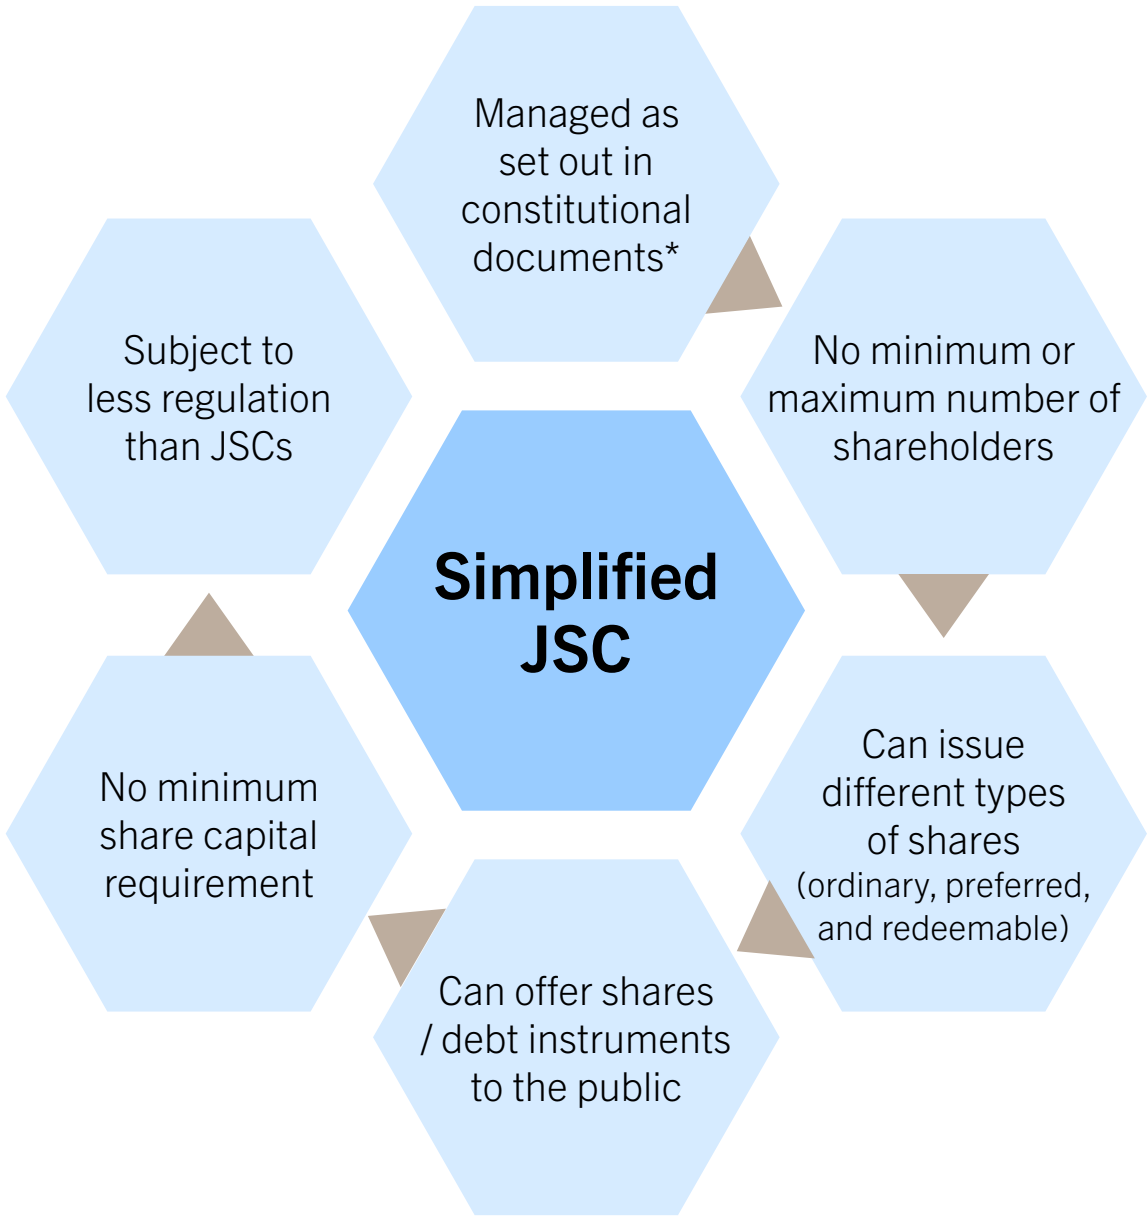 Managed as
set out in
constitutional
documents*
No minimum or
maximum number of
shareholders
Can issue
different types
of shares
(ordinary, preferred,
and redeemable)
Can offer shares
/ debt instruments
to the public
No minimum
share capital
requirement
Subject to
less regulation
than JSCs
Simplified
JSC